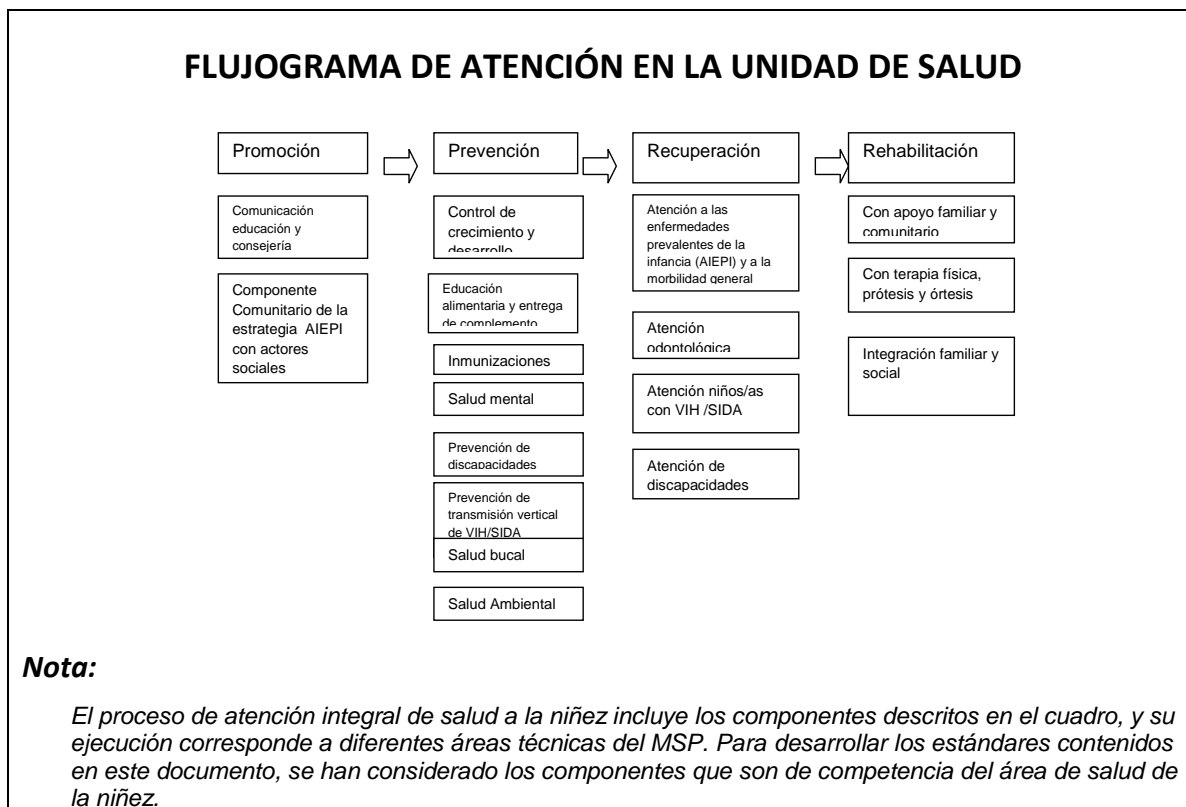 FLUJOGRAMA DE ATENCIÓN EN LA UNIDAD DE SALUD
Promoción
Comunicación
educación y
consejería
Componente
Comunitario de la
estrategia AIEPI
con actores
sociales
Prevención
Control de
crecimiento y
desarrollo
Educación
alimentaria y entrega
de complemento
Inmunizaciones
Salud mental
Prevención de
discapacidades
Prevención de
transmisión vertical
de VIH/SIDA
Salud bucal
Salud Ambiental
Recuperación
Atención a las
enfermedades
prevalentes de la
infancia (AIEPI) y a la
morbilidad general
Atención
odontológica
Atención niños/as
con VIH /SIDA
Atención de
discapacidades
Rehabilitación
Con apoyo familiar y
comunitario
Con terapia física,
prótesis y órtesis
Integración familiar y
social
Nota:
El proceso de atención integral de salud a la niñez incluye los componentes descritos en el cuadro, y su
ejecución corresponde a diferentes áreas técnicas del MSP. Para desarrollar los estándares contenidos
en este documento, se han considerado los componentes que son de competencia del área de salud de
la niñez.